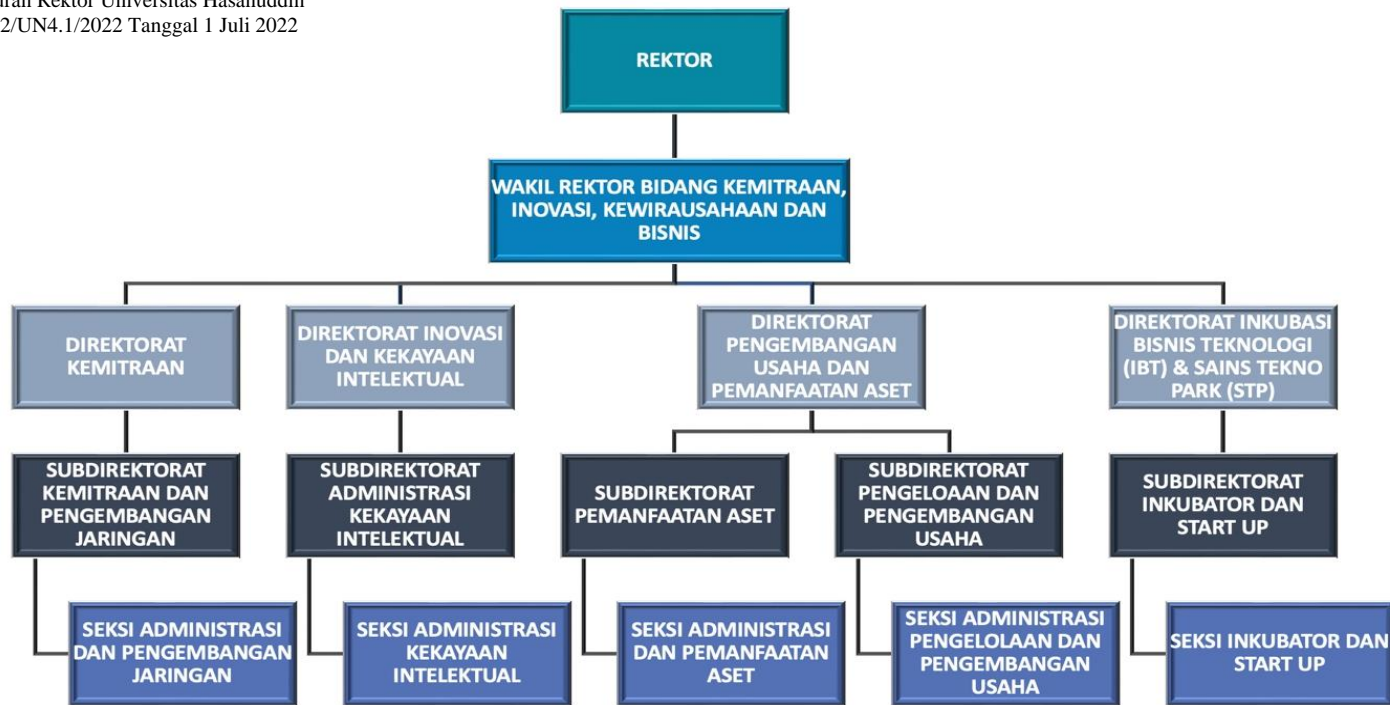 Rektor Universitas Hasanuddin
2/UN4.1/2022 Tanggal 1 Juli 2022
REKTOR
WAKIL REKTOR BIDANG KEMITRAAN,
INOVASI, KEWIRAUSAHAAN DAN
BISNIS
DIREKTORAT
KEMITRAAN
DIREKTORAT INOVASI
DAN KEKAYAAN
INTELEKTUAL
DIREKTORAT
PENGEMBANGAN
USAHA DAN
PEMANFAATAN ASET
DIREKTORAT INKUBASI
BISNIS TEKNOLOGI
(IBT) & SAINS TEKNO
PARK (STP)
SUBDIREKTORAT
KEMITRAAN DAN
PENGEMBANGAN
JARINGAN
SUBDIREKTORAT
ADMINISTRASI
KEKAYAAN
INTELEKTUAL
SUBDIREKTORAT
PEMANFAATAN ASET
SUBDIREKTORAT
PENGELOAAN DAN
PENGEMBANGAN
USAHA
SUBDIREKTORAT
INKUBATOR DAN
START UP
SEKSI ADMINISTRASI
DAN PENGEMBANGAN
JARINGAN
SEKSI ADMINISTRASI
KEKAYAAN
INTELEKTUAL
SEKSI ADMINISTRASI
DAN PEMANFAATAN
ASET
SEKSI ADMINISTRASI
PENGELOLAAN DAN
PENGEMBANGAN
USAHA
SEKSI INKUBATOR DAN
START UP